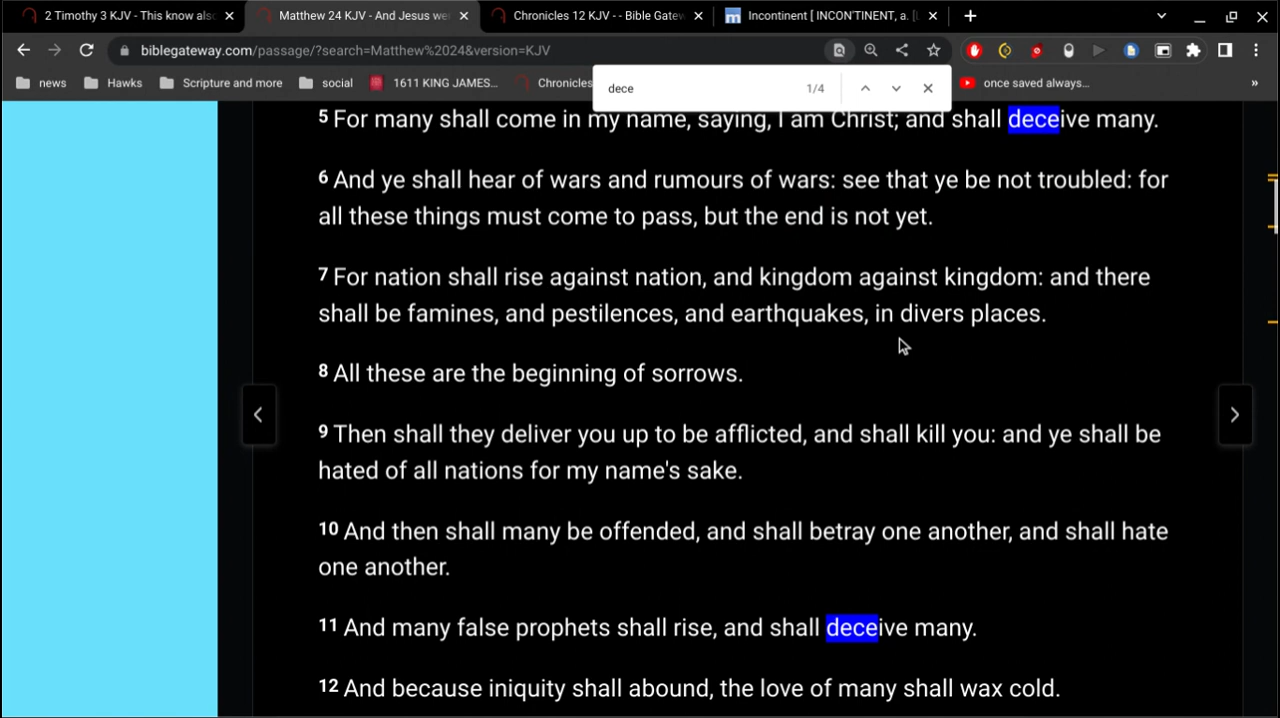 2 Timothy 3 KJV - This know als
Matthew 24 KJV - And Jesus we
Chronicles 12 KJV - - Bible Gatew
Incontinent [ INCON'TINENT, a. [L
biblegateway.com/passage/?search=Matthew%2024&version=KJV
news
Hawks
Scripture and more
social
1611 KING JAMES...
Chronicles
once saved always...
»
dece
1/4
5 For many shall come in my name, saying, I am Christ; and shall deceive many.
6 And ye shall hear of wars and rumours of wars: see that ye be not troubled: for
all these things must come to pass, but the end is not yet.
7 For nation shall rise against nation, and kingdom against kingdom: and there
shall be famines, and pestilences, and earthquakes, in divers places.
8 All these are the beginning of sorrows.
9 Then shall they deliver you up to be afflicted, and shall kill you: and ye shall be
hated of all nations for my name's sake.
10 And then shall many be offended, and shall betray one another, and shall hate
one another.
11 And many false prophets shall rise, and shall deceive many.
12 And because iniquity shall abound, the love of many shall wax cold.